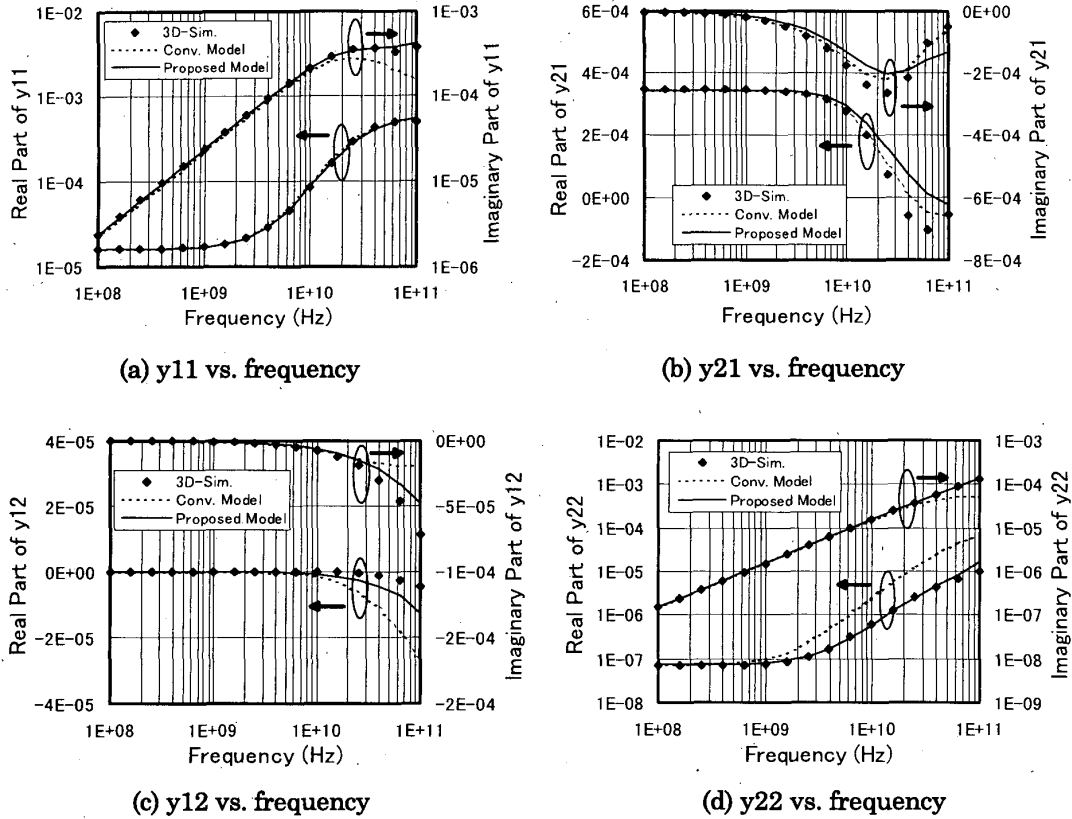 1E-02
1E-03
1E-04
1E-05
Real Part of y11
3D-Sim.
Conv. Model
Proposed Model
1E-03
1E-04
1E-05
1E-06
Imaginary Part of y11
1E+08
1E+09
1E+10
1E+11
Frequency (Hz)
(a) y11 vs. frequency
6E-04
4E-04
2E-04
0E+00
-2E-04
Real Part of y21
3D-Sim.
Conv. Model
Proposed Model
0E+00
-2E-04
-4E-04
-6E-04
-8E-04
Imaginary Part of y21
1E+08
1E+09
1E+10
1E+11
Frequency (Hz)
(b) y21 vs. frequency
4E-05
2E-05
0E+00
-2E-05
-4E-05
Real Part of y12
3D-Sim.
Conv. Model
Proposed Model
0E+00
-5E-05
-1E-04
-2E-04
-2E-04
Imaginary Part of y12
1E+08
1E+09
1E+10
1E+11
Frequency (Hz)
(c) y12 vs. frequency
1E-02
1E-03
1E-04
1E-05
1E-06
1E-07
1E-08
Real Part of y22
3D-Sim.
Conv. Model
Proposed Model
1E-03
1E-04
1E-05
1E-06
1E-07
1E-08
1E-09
Imaginary Part of y22
1E+08
1E+09
1E+10
1E+11
Frequency (Hz)
(d) y22 vs. frequency